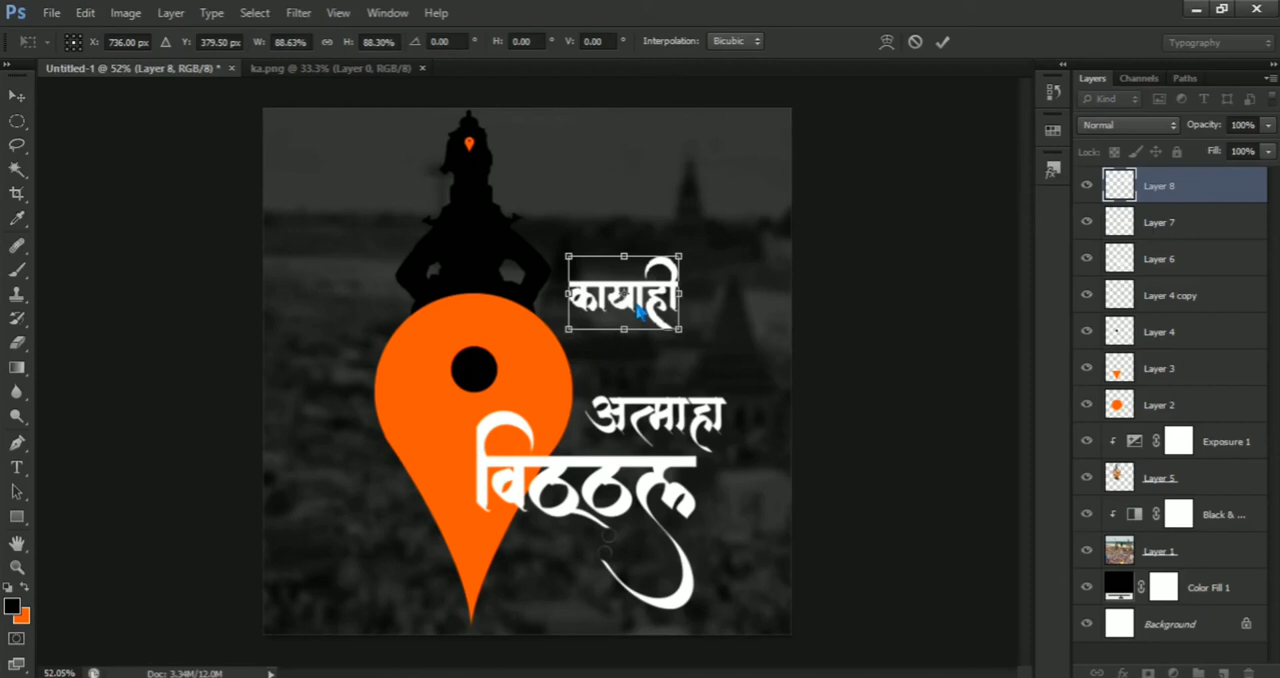 Ps File Edit Image Layer Type Select Filter View Window Help
X: 736.00 px Y: 379.50 px W: 88.63% H: 88.30% 0.00 ° H: 0.00 ° V: 0.00 ° Interpolation: Bicubic Typography
Untitled-1 @ 52% (Layer 8, RGB/8) * × ka.png @ 33.3% (Layer 0, RGB/8) ×
Layers Channels Paths
Kind
Normal Opacity: 100%
Lock: Fill: 100%
Layer 8
Layer 7
Layer 6
Layer 4 copy
Layer 4
Layer 3
Layer 2
Exposure 1
Layer 5
Black & ...
Layer 1
Color Fill 1
Background
कायाही
अत्माहा
विठ्ठल
52.05% Doc: 3.34M/12.0M